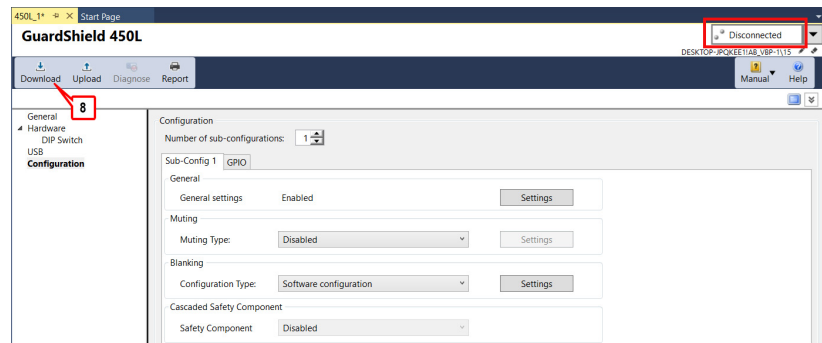 450L_1* Start Page
GuardShield 450L
Disconnected
DESKTOP-JPQKEE1!AB_VBP-1\15
Download Upload Diagnose Report
Manual Help
8
General
Hardware
DIP Switch
USB
Configuration
Configuration
Number of sub-configurations: 1
Sub-Config 1 GPIO
General
General settings Enabled Settings
Muting
Muting Type: Disabled Settings
Blanking
Configuration Type: Software configuration Settings
Cascaded Safety Component
Safety Component Disabled